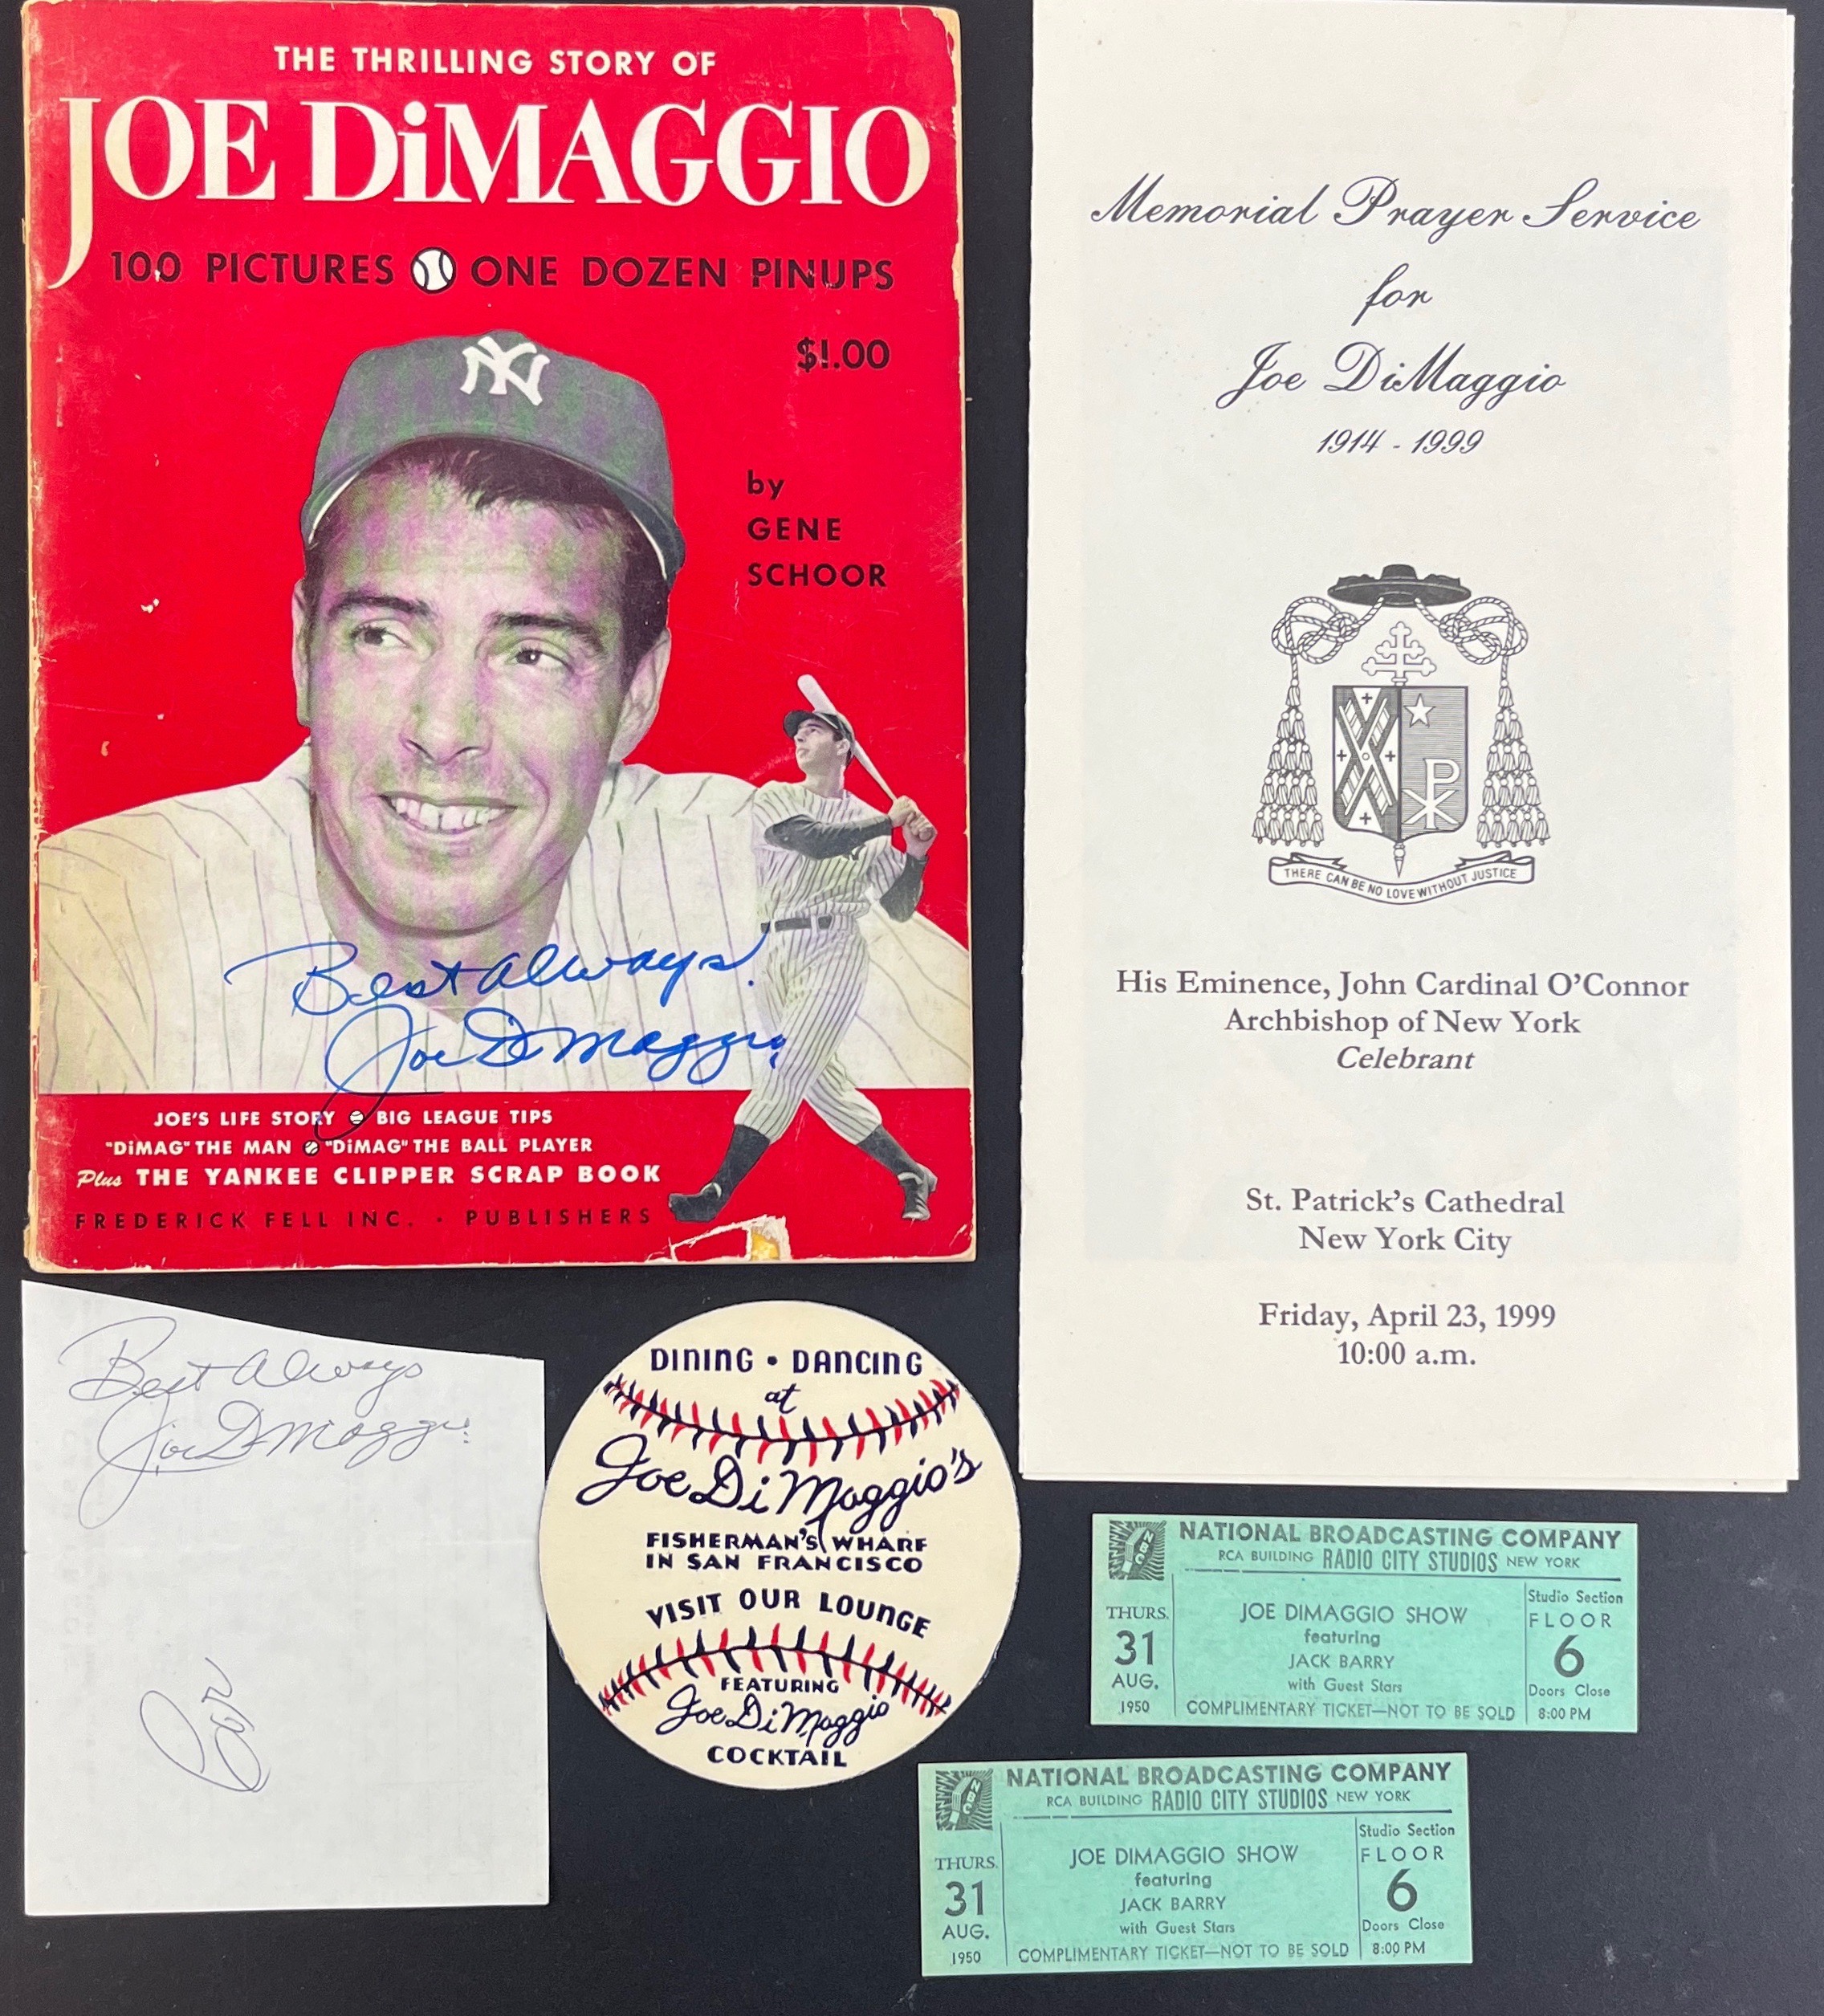 THE THRILLING STORY OF
JOE DiMAGGIO
100 PICTURES ONE DOZEN PINUPS
$1.00
NY
by
GENE
SCHOOR
Best Always
Joe DiMaggio
JOE'S LIFE STORY BIG LEAGUE TIPS
"DiMAG" THE MAN "DiMAG" THE BALL PLAYER
Plus THE YANKEE CLIPPER SCRAP BOOK
FREDERICK FELL INC. · PUBLISHERS
Memorial Prayer Service
for
Joe DiMaggio
1914 - 1999
THERE CAN BE NO LOVE WITHOUT JUSTICE
His Eminence, John Cardinal O'Connor
Archbishop of New York
Celebrant
St. Patrick's Cathedral
New York City
Friday, April 23, 1999
10:00 a.m.
Best Always
Joe DiMaggio
DINING • DANCING
at
Joe DiMaggio's
FISHERMAN'S WHARF
IN SAN FRANCISCO
VISIT OUR LOUNGE
FEATURING
Joe DiMaggio
COCKTAIL
NBC
NATIONAL BROADCASTING COMPANY
RCA BUILDING RADIO CITY STUDIOS NEW YORK
THURS.
31
AUG.
1950
JOE DIMAGGIO SHOW
featuring
JACK BARRY
with Guest Stars
COMPLIMENTARY TICKET—NOT TO BE SOLD
Studio Section
FLOOR
6
Doors Close
8:00 PM
NBC
NATIONAL BROADCASTING COMPANY
RCA BUILDING RADIO CITY STUDIOS NEW YORK
THURS.
31
AUG.
1950
JOE DIMAGGIO SHOW
featuring
JACK BARRY
with Guest Stars
COMPLIMENTARY TICKET—NOT TO BE SOLD
Studio Section
FLOOR
6
Doors Close
8:00 PM